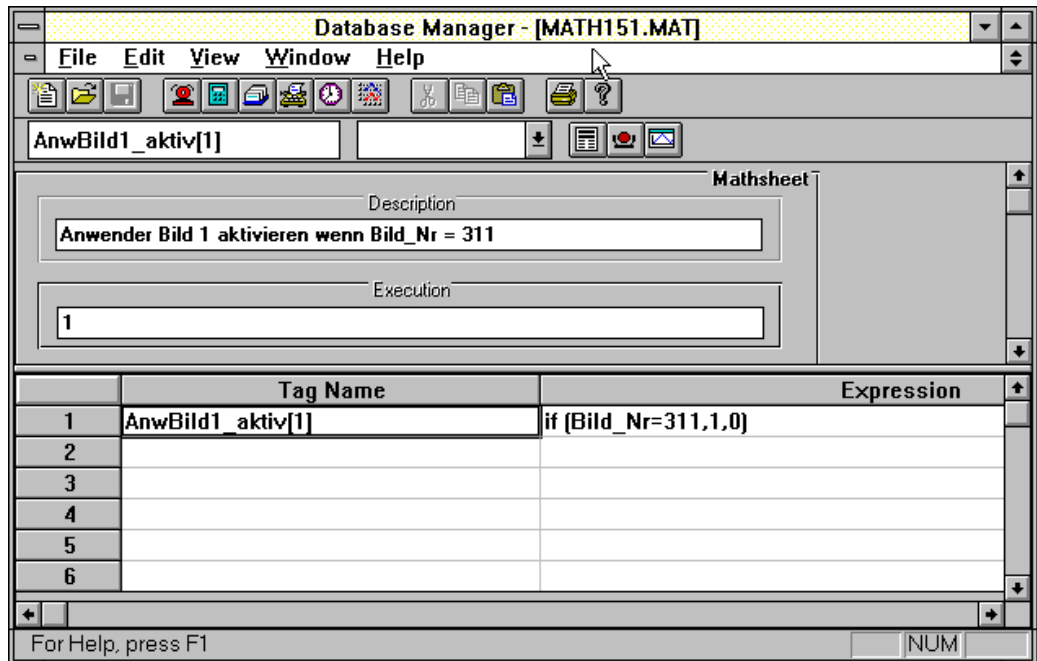 Database Manager - [MATH151.MAT]
File Edit View Window Help
AnwBild1_aktiv[1]
Mathsheet
Description
Anwender Bild 1 aktivieren wenn Bild_Nr = 311
Execution
1
Tag Name Expression
1 AnwBild1_aktiv[1] if (Bild_Nr=311,1,0)
2
3
4
5
6
For Help, press F1 NUM